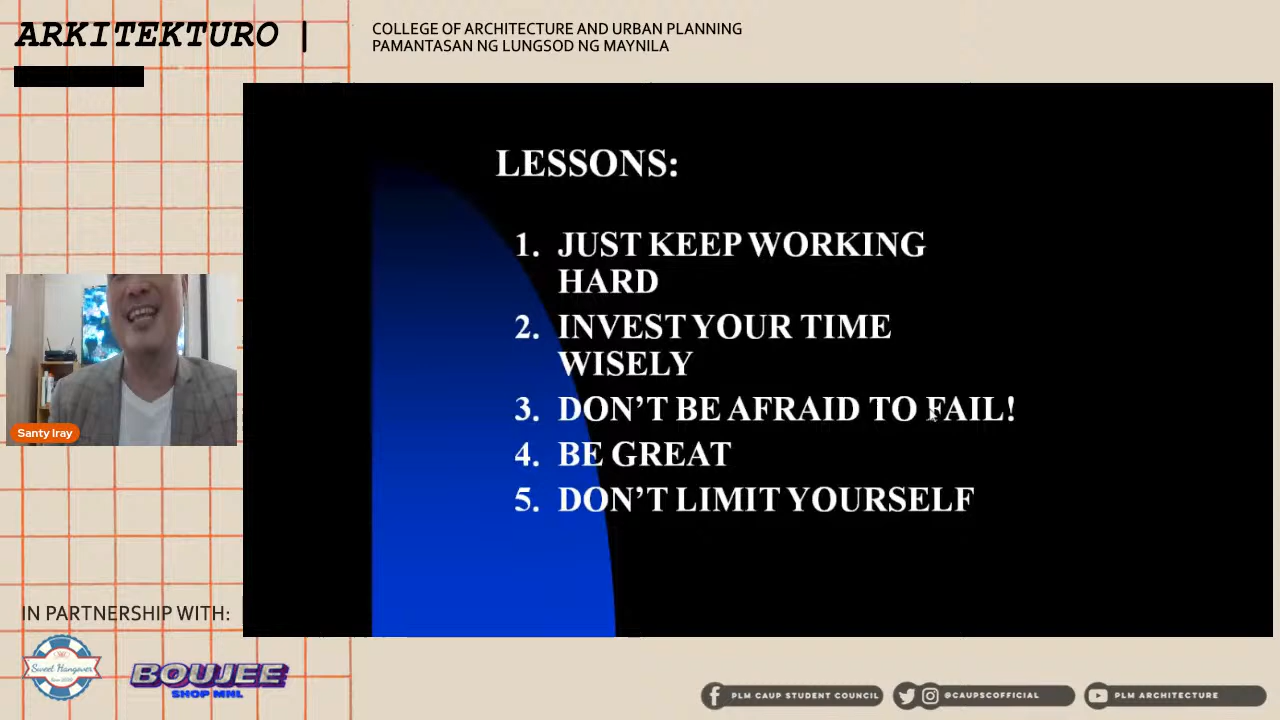 ARKITEKTURO |
COLLEGE OF ARCHITECTURE AND URBAN PLANNING
PAMANTASAN NG LUNGSOD NG MAYNILA
LESSONS:
1. JUST KEEP WORKING
HARD
2. INVEST YOUR TIME
WISELY
3. DON'T BE AFRAID TO FAIL!
4. BE GREAT
5. DON'T LIMIT YOURSELF
Santy Iray
IN PARTNERSHIP WITH:
Sweet Hangover
BOUJEE
SHOP MNL
PLM CAUP STUDENT COUNCIL
@CAUPSCOFFICIAL
PLM ARCHITECTURE